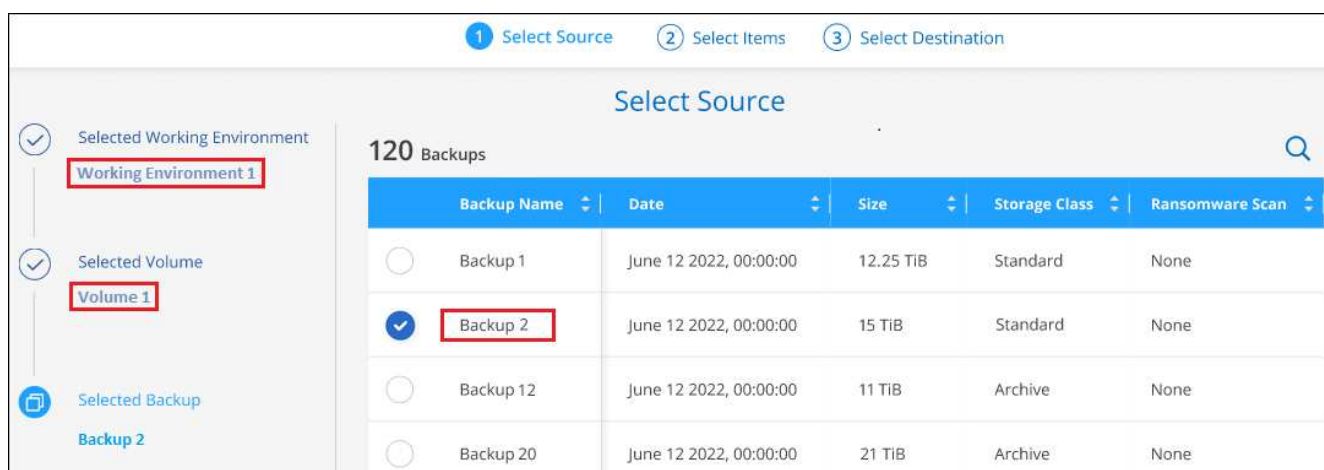 1 Select Source 2 Select Items 3 Select Destination
Select Source
Selected Working Environment
Working Environment 1
Selected Volume
Volume 1
Selected Backup
Backup 2
120 Backups
Backup Name Date Size Storage Class Ransomware Scan
Backup 1 June 12 2022, 00:00:00 12.25 TiB Standard None
Backup 2 June 12 2022, 00:00:00 15 TiB Standard None
Backup 12 June 12 2022, 00:00:00 11 TiB Archive None
Backup 20 June 12 2022, 00:00:00 21 TiB Archive None